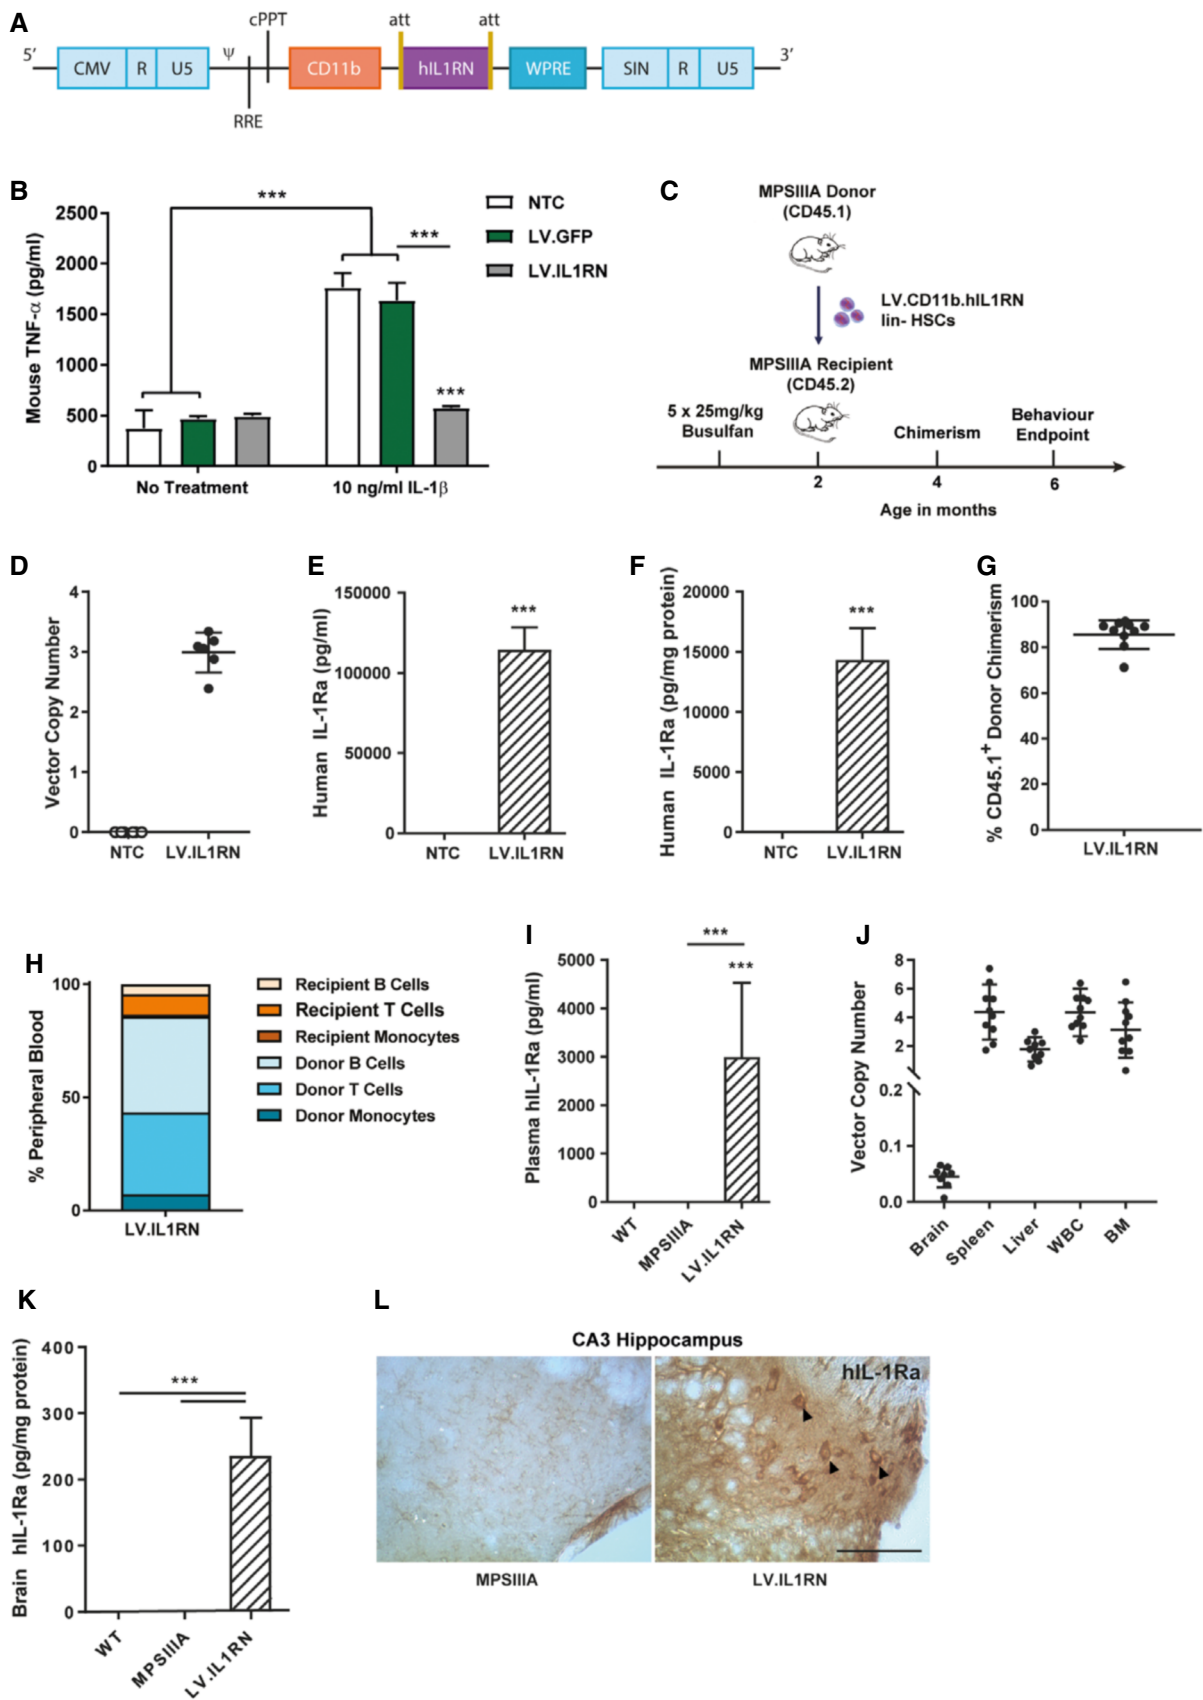 A
5′ CMV R U5 Ψ RRE cPPT CD11b att hIL1RN att WPRE SIN R U5 3′
B
***
***
***
Mouse TNF-α (pg/ml)
2500
2000
1500
1000
500
0
No Treatment
10 ng/ml IL-1β
NTC
LV.GFP
LV.IL1RN
C
MPSIIIA Donor
(CD45.1)
LV.CD11b.hIL1RN
lin- HSCs
MPSIIIA Recipient
(CD45.2)
5 x 25mg/kg
Busulfan
Chimerism
Behaviour
Endpoint
2 4 6
Age in months
D
Vector Copy Number
4
3
2
1
0
NTC LV.IL1RN
E
Human IL-1Ra (pg/ml)
150000
100000
50000
0
***
NTC LV.IL1RN
F
Human IL-1Ra (pg/mg protein)
20000
15000
10000
5000
0
***
NTC LV.IL1RN
G
% CD45.1+ Donor Chimerism
100
80
60
40
20
0
LV.IL1RN
H
% Peripheral Blood
100
50
0
LV.IL1RN
Recipient B Cells
Recipient T Cells
Recipient Monocytes
Donor B Cells
Donor T Cells
Donor Monocytes
I
Plasma hIL-1Ra (pg/ml)
5000
4000
3000
2000
1000
0
***
***
WT MPSIIIA LV.IL1RN
J
Vector Copy Number
8
6
4
2
0.2
0.1
0.0
Brain Spleen Liver WBC BM
K
Brain hIL-1Ra (pg/mg protein)
400
300
200
100
0
***
WT MPSIIIA LV.IL1RN
L
CA3 Hippocampus
hIL-1Ra
MPSIIIA LV.IL1RN